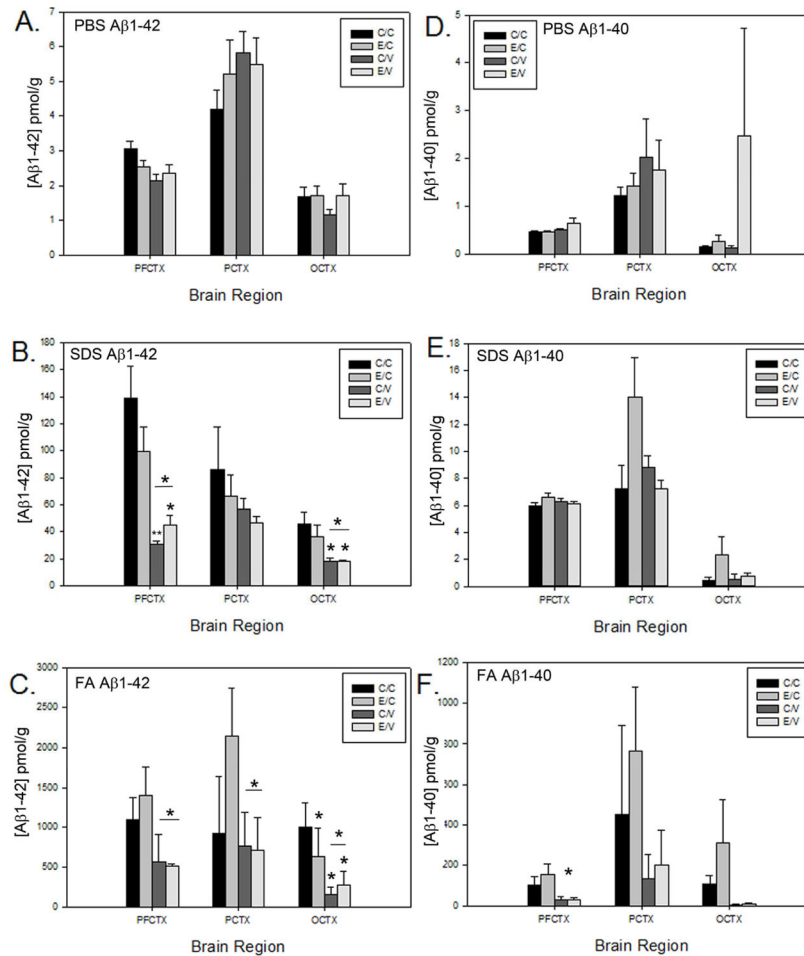 A.
PBS Aβ1-42
[Aβ1-42] pmol/g
7
6
5
4
3
2
1
0
C/C
E/C
C/V
E/V
PFCTX
PCTX
OCTX
Brain Region
D.
PBS Aβ1-40
[Aβ1-40] pmol/g
5
4
3
2
1
0
C/C
E/C
C/V
E/V
PFCTX
PCTX
OCTX
Brain Region
B.
SDS Aβ1-42
[Aβ1-42] pmol/g
180
160
140
120
100
80
60
40
20
0
C/C
E/C
C/V
E/V
*
**
*
*
*
*
PFCTX
PCTX
OCTX
Brain Region
E.
SDS Aβ1-40
[Aβ1-40] pmol/g
18
16
14
12
10
8
6
4
2
0
C/C
E/C
C/V
E/V
PFCTX
PCTX
OCTX
Brain Region
C.
FA Aβ1-42
[Aβ1-42] pmol/g
3000
2500
2000
1500
1000
500
0
C/C
E/C
C/V
E/V
*
*
*
*
*
*
PFCTX
PCTX
OCTX
Brain Region
F.
FA Aβ1-40
[Aβ1-40] pmol/g
1200
1000
800
600
400
200
0
C/C
E/C
C/V
E/V
*
PFCTX
PCTX
OCTX
Brain Region